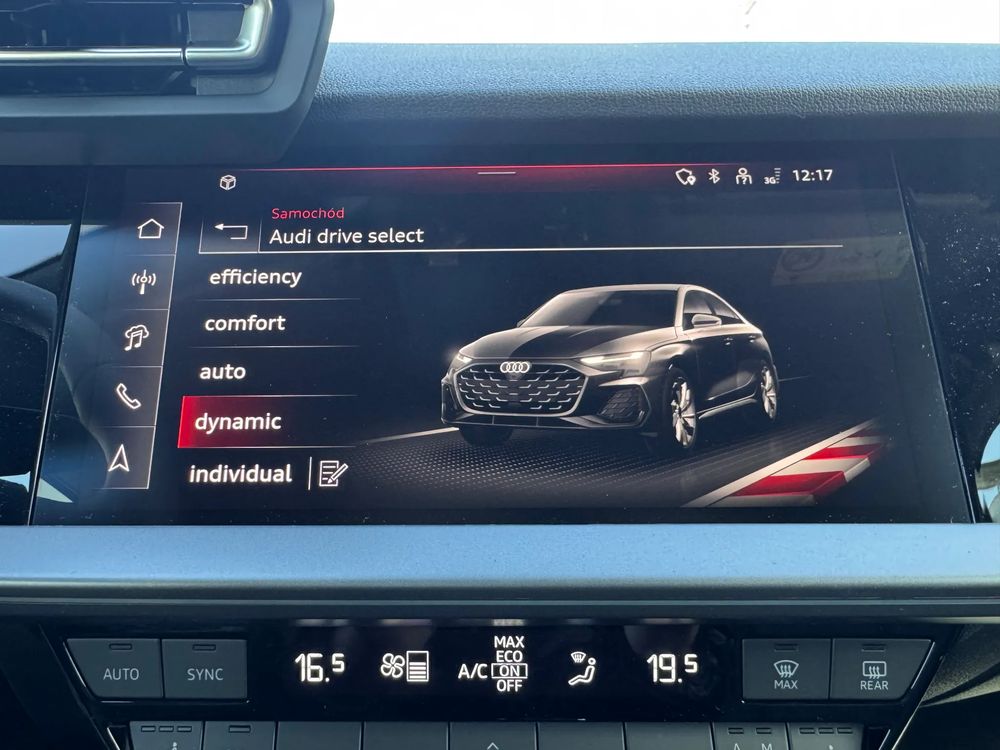 3G 12:17
Samochód
Audi drive select
efficiency
comfort
auto
dynamic
individual
AUTO
SYNC
16.5
A/C
MAX
ECO
ON
OFF
19.5
MAX
REAR
A M